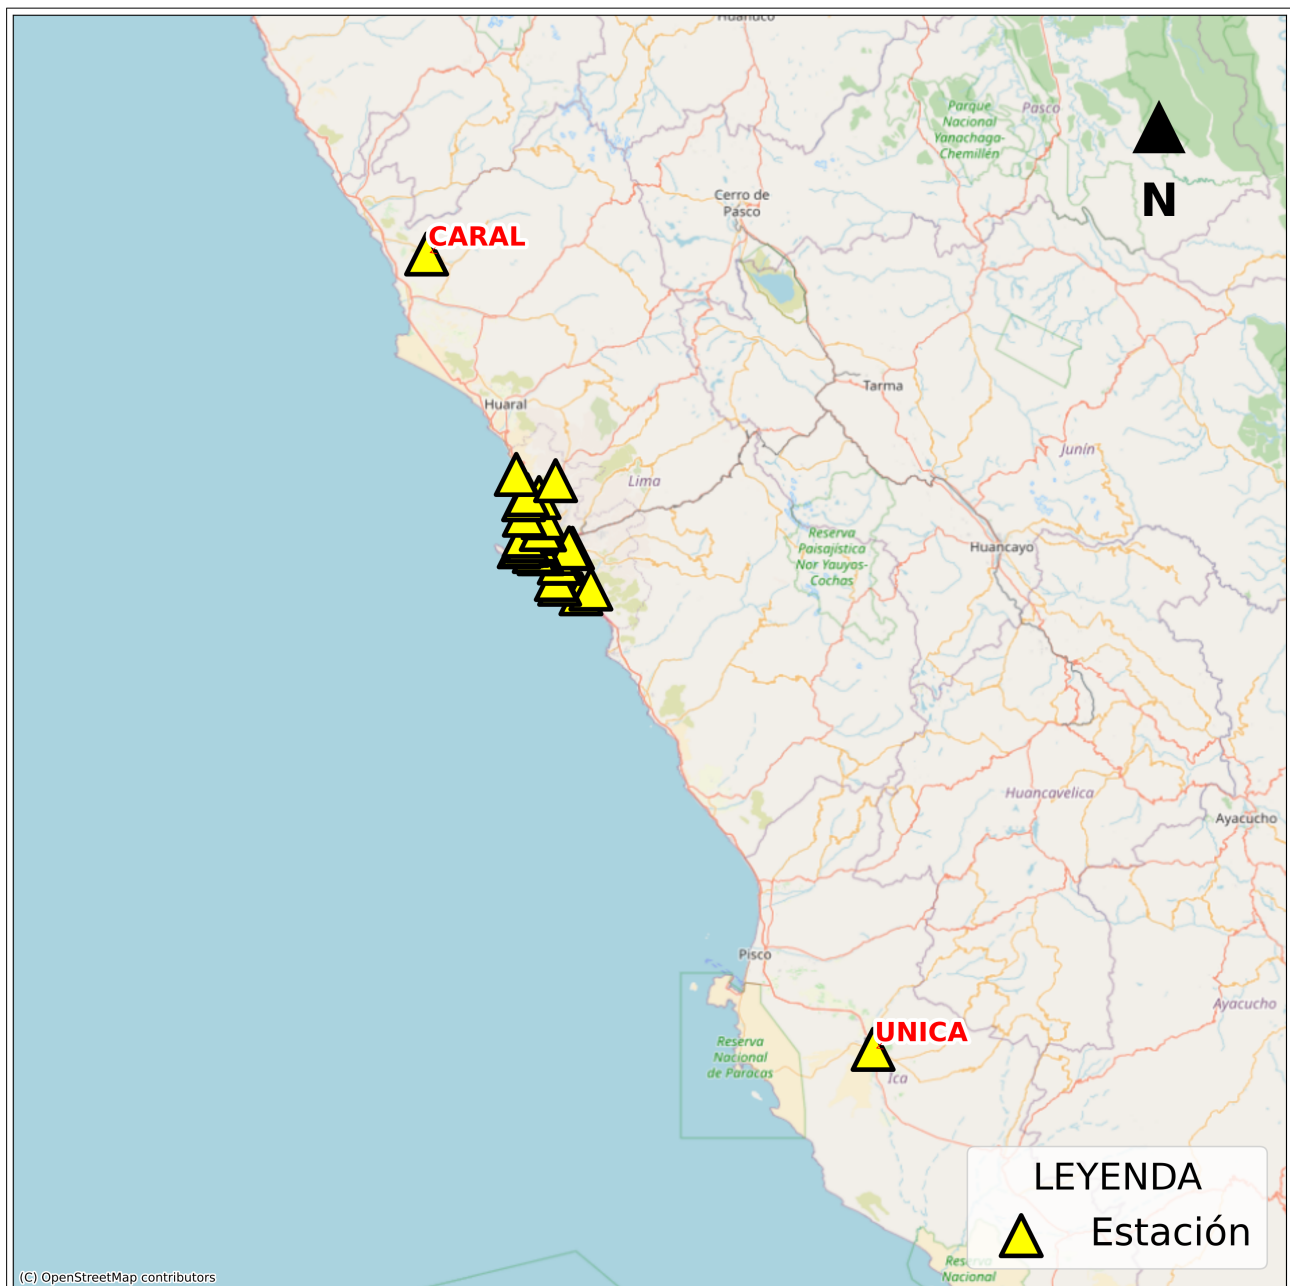 Huánuco
Parque
Nacional
Yanachaga-
Chemillén
Pasco
N
Cerro de
Pasco
CARAL
Tarma
Huaral
Junín
Lima
Reserva
Paisajística
Nor Yauyos-
Cochas
Huancayo
Huancavelica
Ayacucho
Pisco
Ayacucho
UNICA
Reserva
Nacional
de Paracas
Ica
LEYENDA
Estación
Reserva
Nacional
(C) OpenStreetMap contributors